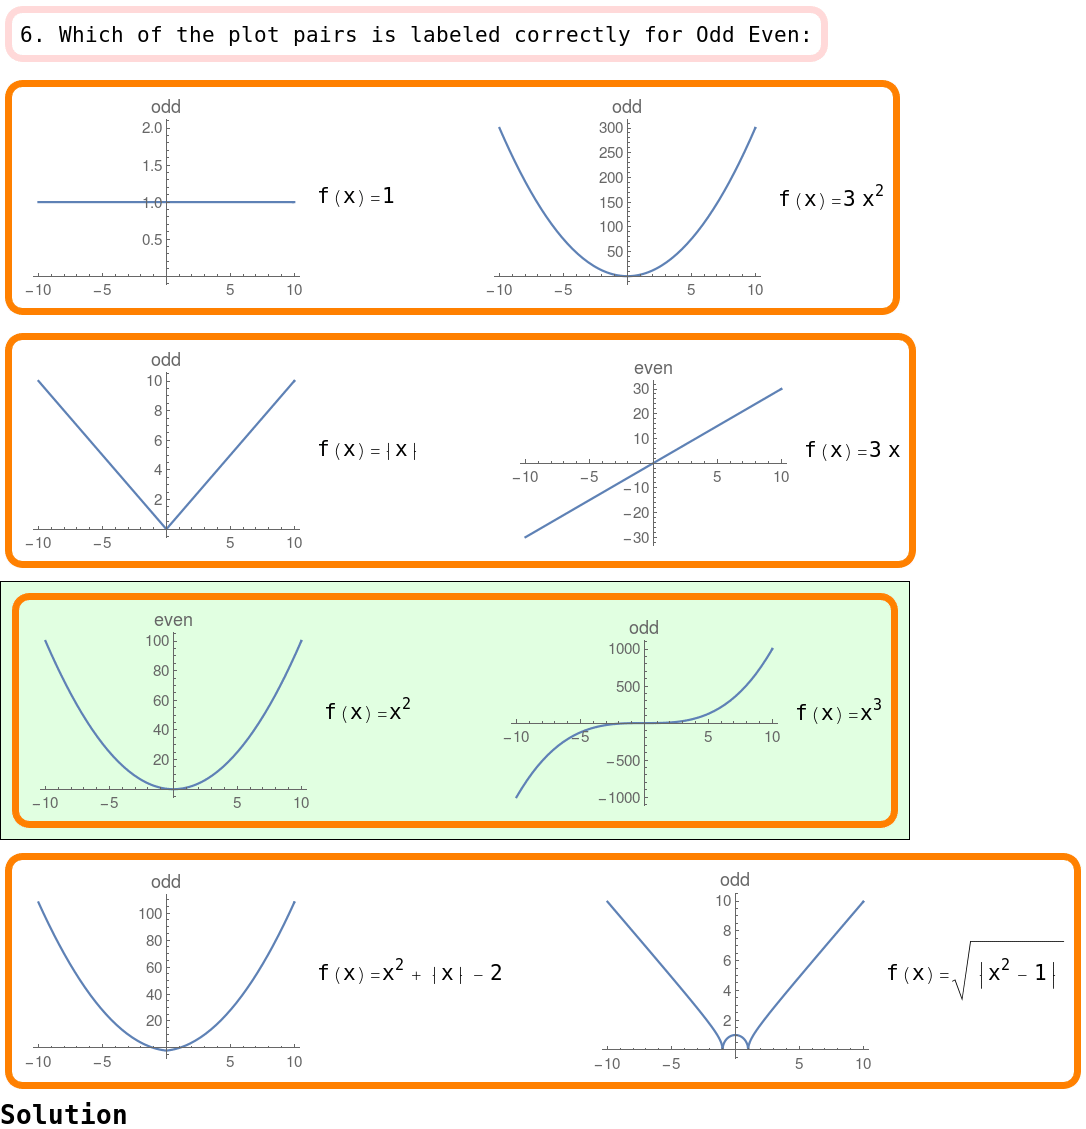 6. Which of the plot pairs is labeled correctly for Odd Even:
odd
2.0
1.5
1.0
0.5
−10 −5 5 10
f(x)=1
odd
300
250
200
150
100
50
−10 −5 5 10
f(x)=3 x²
odd
10
8
6
4
2
−10 −5 5 10
f(x)=|x|
even
30
20
10
−10 −5 5 10
−10
−20
−30
f(x)=3 x
even
100
80
60
40
20
−10 −5 5 10
f(x)=x²
odd
1000
500
−10 −5 5 10
−500
−1000
f(x)=x³
odd
100
80
60
40
20
−10 −5 5 10
f(x)=x² + |x| − 2
odd
10
8
6
4
2
−10 −5 5 10
f(x)=√|x² − 1|
Solution